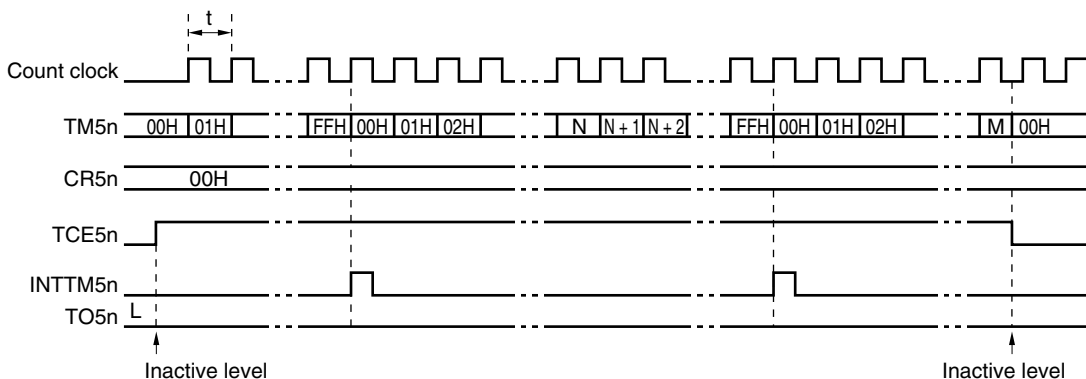 t
Count clock
TM5n 00H 01H FFH 00H 01H 02H N N + 1 N + 2 FFH 00H 01H 02H M 00H
CR5n 00H
TCE5n
INTTM5n
TO5n L
Inactive level Inactive level